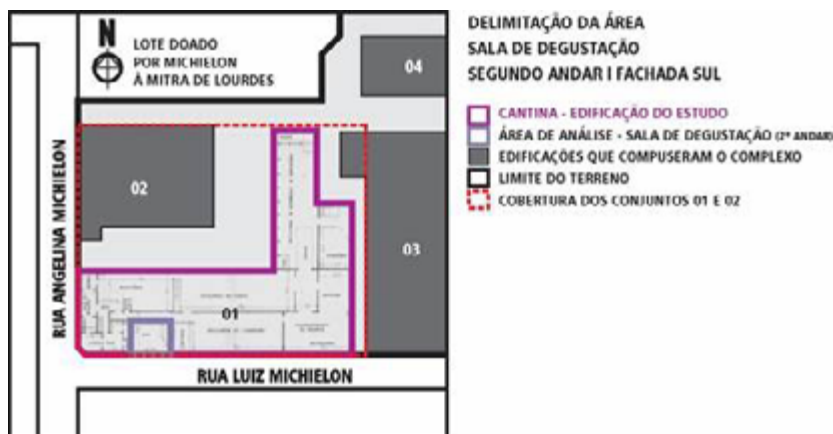 N
LOTE DOADO
POR MICHIELON
À MITRA DE LOURDES
04
02
03
01
RUA ANGELINA MICHIELON
RUA LUIZ MICHIELON
DELIMITAÇÃO DA ÁREA
SALA DE DEGUSTAÇÃO
SEGUNDO ANDAR I FACHADA SUL
CANTINA - EDIFICAÇÃO DO ESTUDO
ÁREA DE ANÁLISE - SALA DE DEGUSTAÇÃO (2º ANDAR)
EDIFICAÇÕES QUE COMPUSERAM O COMPLEXO
LIMITE DO TERRENO
COBERTURA DOS CONJUNTOS 01 E 02